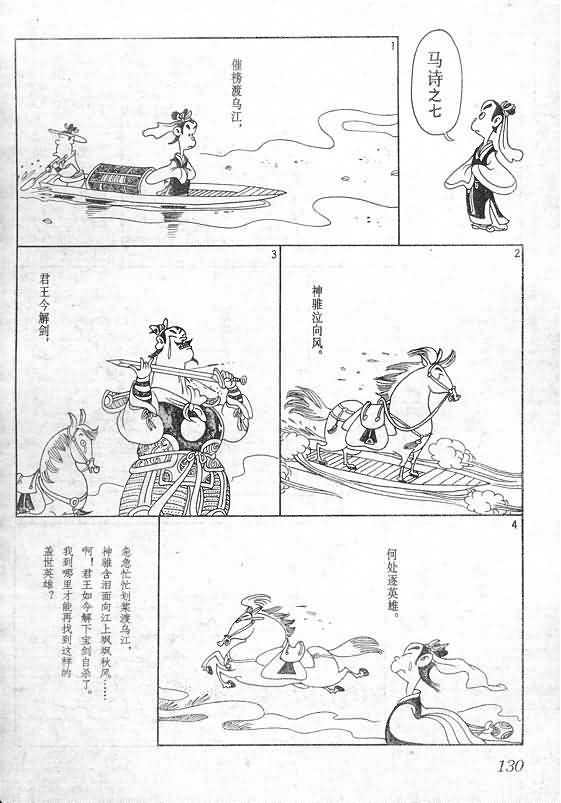 马诗之七
1
催榜渡乌江，
2
神骓泣向风。
3
君王今解剑，
4
何处逐英雄。
急急忙忙划桨渡乌江，
神骓含泪面向江上飒飒秋风……
啊！君王如今解下宝剑自杀了。
我到哪里才能再找到这样的
盖世英雄？
130